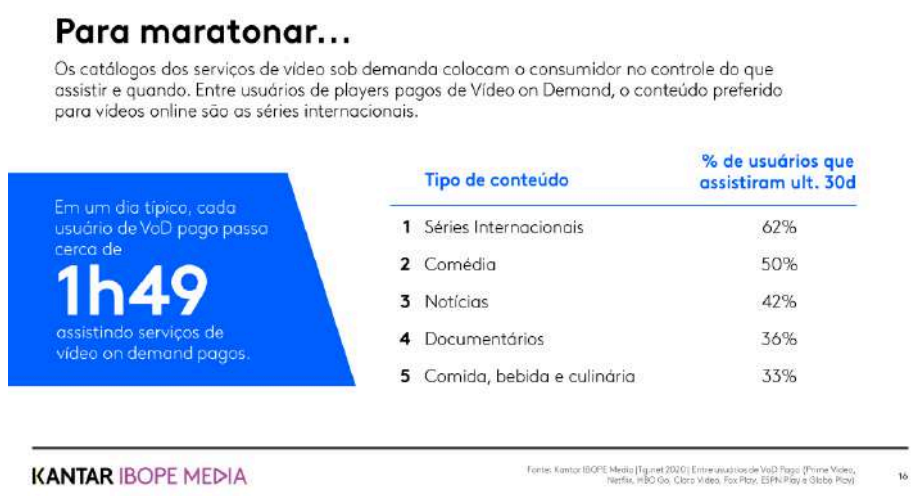 Para maratonar...
Os catálogos dos serviços de vídeo sob demanda colocam o consumidor no controle do que
assistir e quando. Entre usuários de players pagos de Vídeo on Demand, o conteúdo preferido
para vídeos online são as séries internacionais.
Em um dia típico, cada
usuário de VoD pago passa
cerca de
1h49
assistindo serviços de
vídeo on demand pagos.
Tipo de conteúdo
% de usuários que
assistiram ult. 30d
1 Séries Internacionais 62%
2 Comédia 50%
3 Notícias 42%
4 Documentários 36%
5 Comida, bebida e culinária 33%
KANTAR IBOPE MEDIA
Fonte: Kantar IBOPE Media | Tg.net 2020 | Entre usuários de VoD Pago (Prime Video,
Netflix, HBO Go, Claro Video, Fox Play, ESPN Play e Globo Play)
16